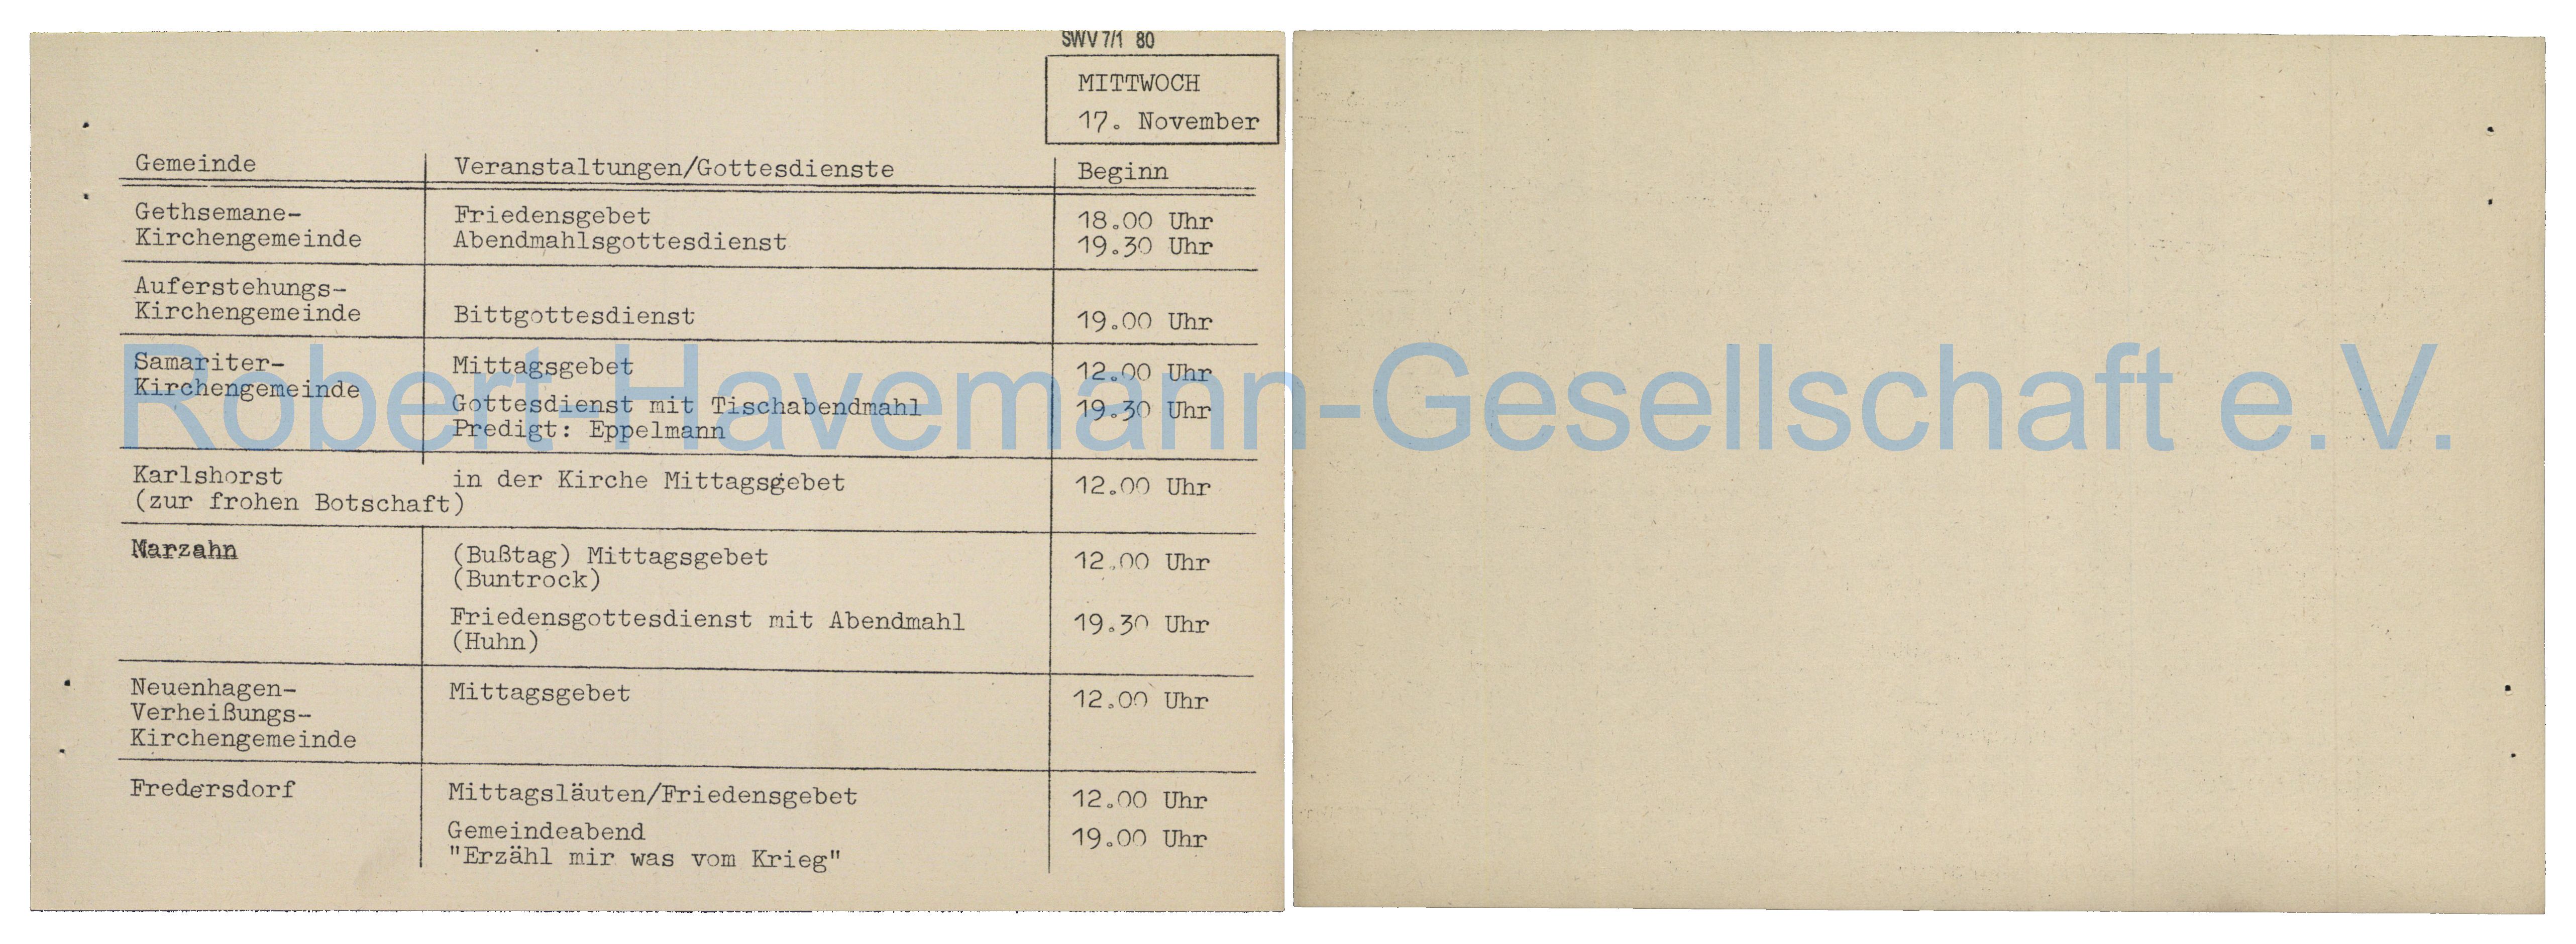 SWV 7/1 80
MITTWOCH
17. November
Gemeinde Veranstaltungen/Gottesdienste Beginn
Gethsemane- Friedensgebet 18.00 Uhr
Kirchengemeinde Abendmahlsgottesdienst 19.30 Uhr
Auferstehungs-
Kirchengemeinde Bittgottesdienst 19.00 Uhr
Samariter- Mittagsgebet 12.00 Uhr
Kirchengemeinde
Gottesdienst mit Tischabendmahl 19.30 Uhr
Predigt: Eppelmann
Robert-Havemann-Gesellschaft e.V.
Karlshorst in der Kirche Mittagsgebet 12.00 Uhr
(zur frohen Botschaft)
Marzahn (Bußtag) Mittagsgebet 12.00 Uhr
(Buntrock)
Friedensgottesdienst mit Abendmahl 19.30 Uhr
(Huhn)
Neuenhagen- Mittagsgebet 12.00 Uhr
Verheißungs-
Kirchengemeinde
Fredersdorf Mittagsläuten/Friedensgebet 12.00 Uhr
Gemeindeabend 19.00 Uhr
"Erzähl mir was vom Krieg"